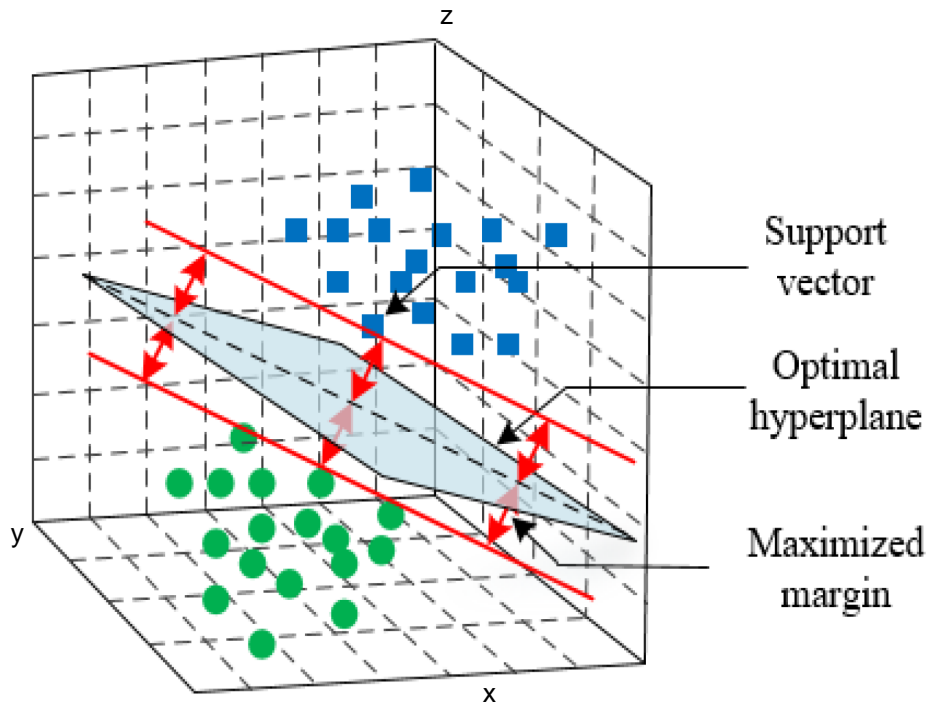 z
Support
vector
Optimal
hyperplane
y
Maximized
margin
x